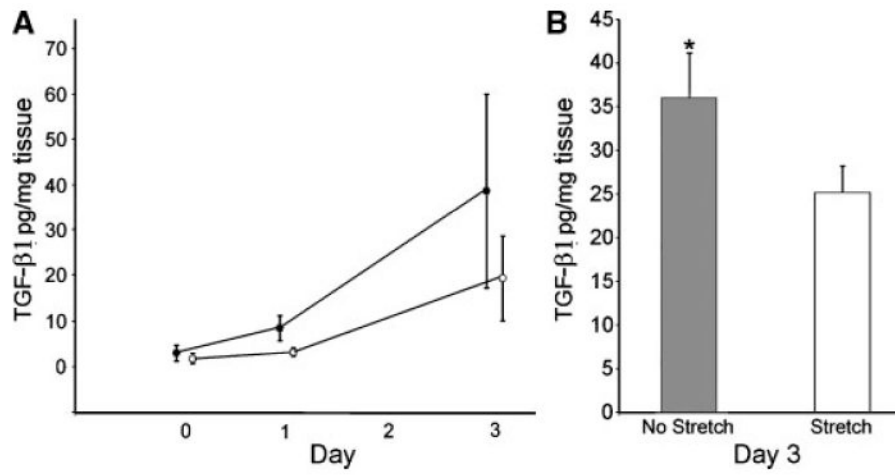 A
TGF-β1 pg/mg tissue
70
60
50
40
30
20
10
0
0 1 2 3
Day
B
TGF-β1 pg/mg tissue
45
40
35
30
25
20
15
10
5
0
*
No Stretch Stretch
Day 3